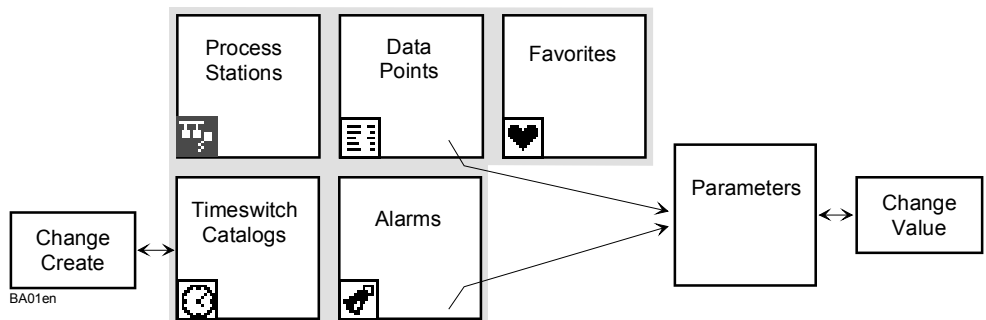 Process
Stations
Data
Points
Favorites
Timeswitch
Catalogs
Alarms
Parameters
Change
Value
Change
Create
BA01en